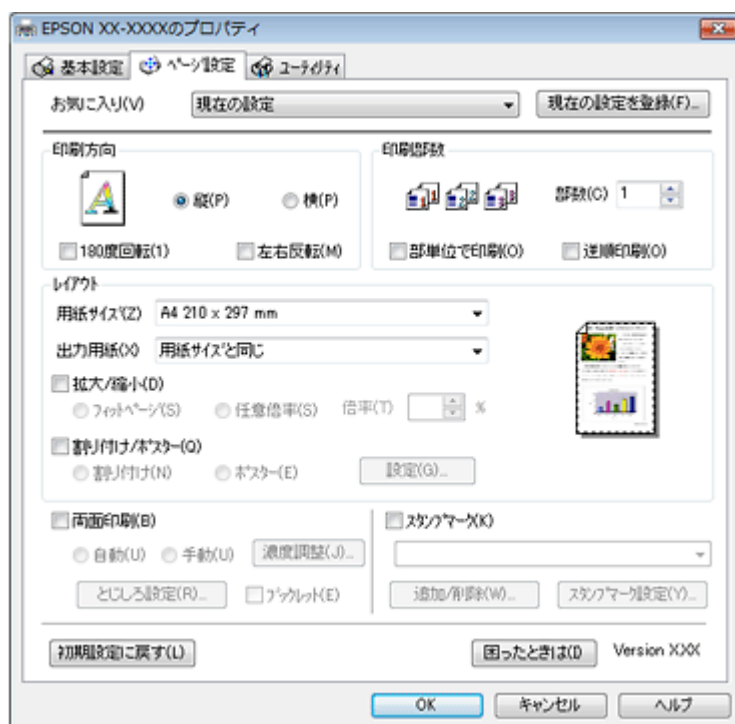 EPSON XX-XXXXのプロパティ
基本設定 ページ設定 ユーティリティ
お気に入り(V) 現在の設定 現在の設定を登録(F)...
印刷方向 印刷部数
縦(P) 横(P) 部数(C) 1
180度回転(1) 左右反転(M) 部単位で印刷(O) 逆順印刷(O)
レイアウト
用紙サイズ(Z) A4 210 x 297 mm
出力用紙(X) 用紙サイズと同じ
拡大/縮小(D)
フィットページ(S) 任意倍率(S) 倍率(T) %
割り付け/ポスター(Q)
割り付け(N) ポスター(E) 設定(G)...
両面印刷(B) スタンプマーク(K)
自動(U) 手動(U) 濃度調整(J)...
とじしろ設定(R)... ブックレット(E) 追加/削除(W)... スタンプマーク設定(Y)...
初期設定に戻す(L) 困ったときは(I) Version X.XX
OK キャンセル ヘルプ